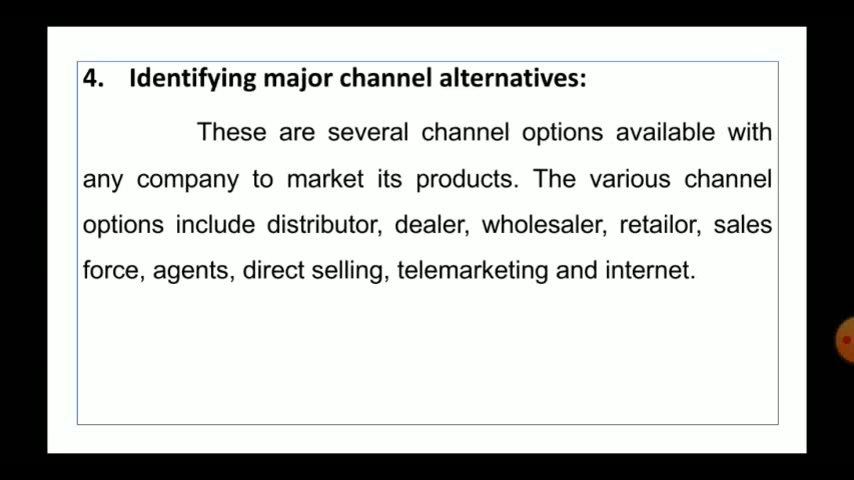 4. Identifying major channel alternatives:
These are several channel options available with
any company to market its products. The various channel
options include distributor, dealer, wholesaler, retailor, sales
force, agents, direct selling, telemarketing and internet.